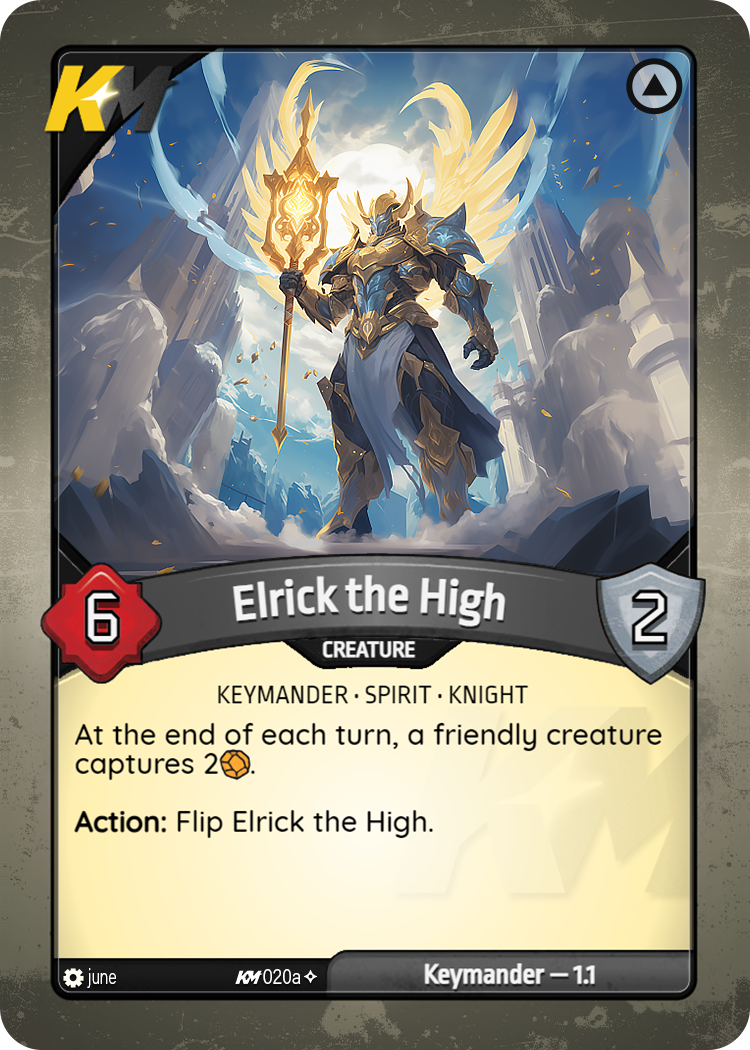 KM
Elrick the High
6
2
CREATURE
KEYMANDER · SPIRIT · KNIGHT
At the end of each turn, a friendly creature
captures 2.
Action: Flip Elrick the High.
june
KM 020a
Keymander — 1.1